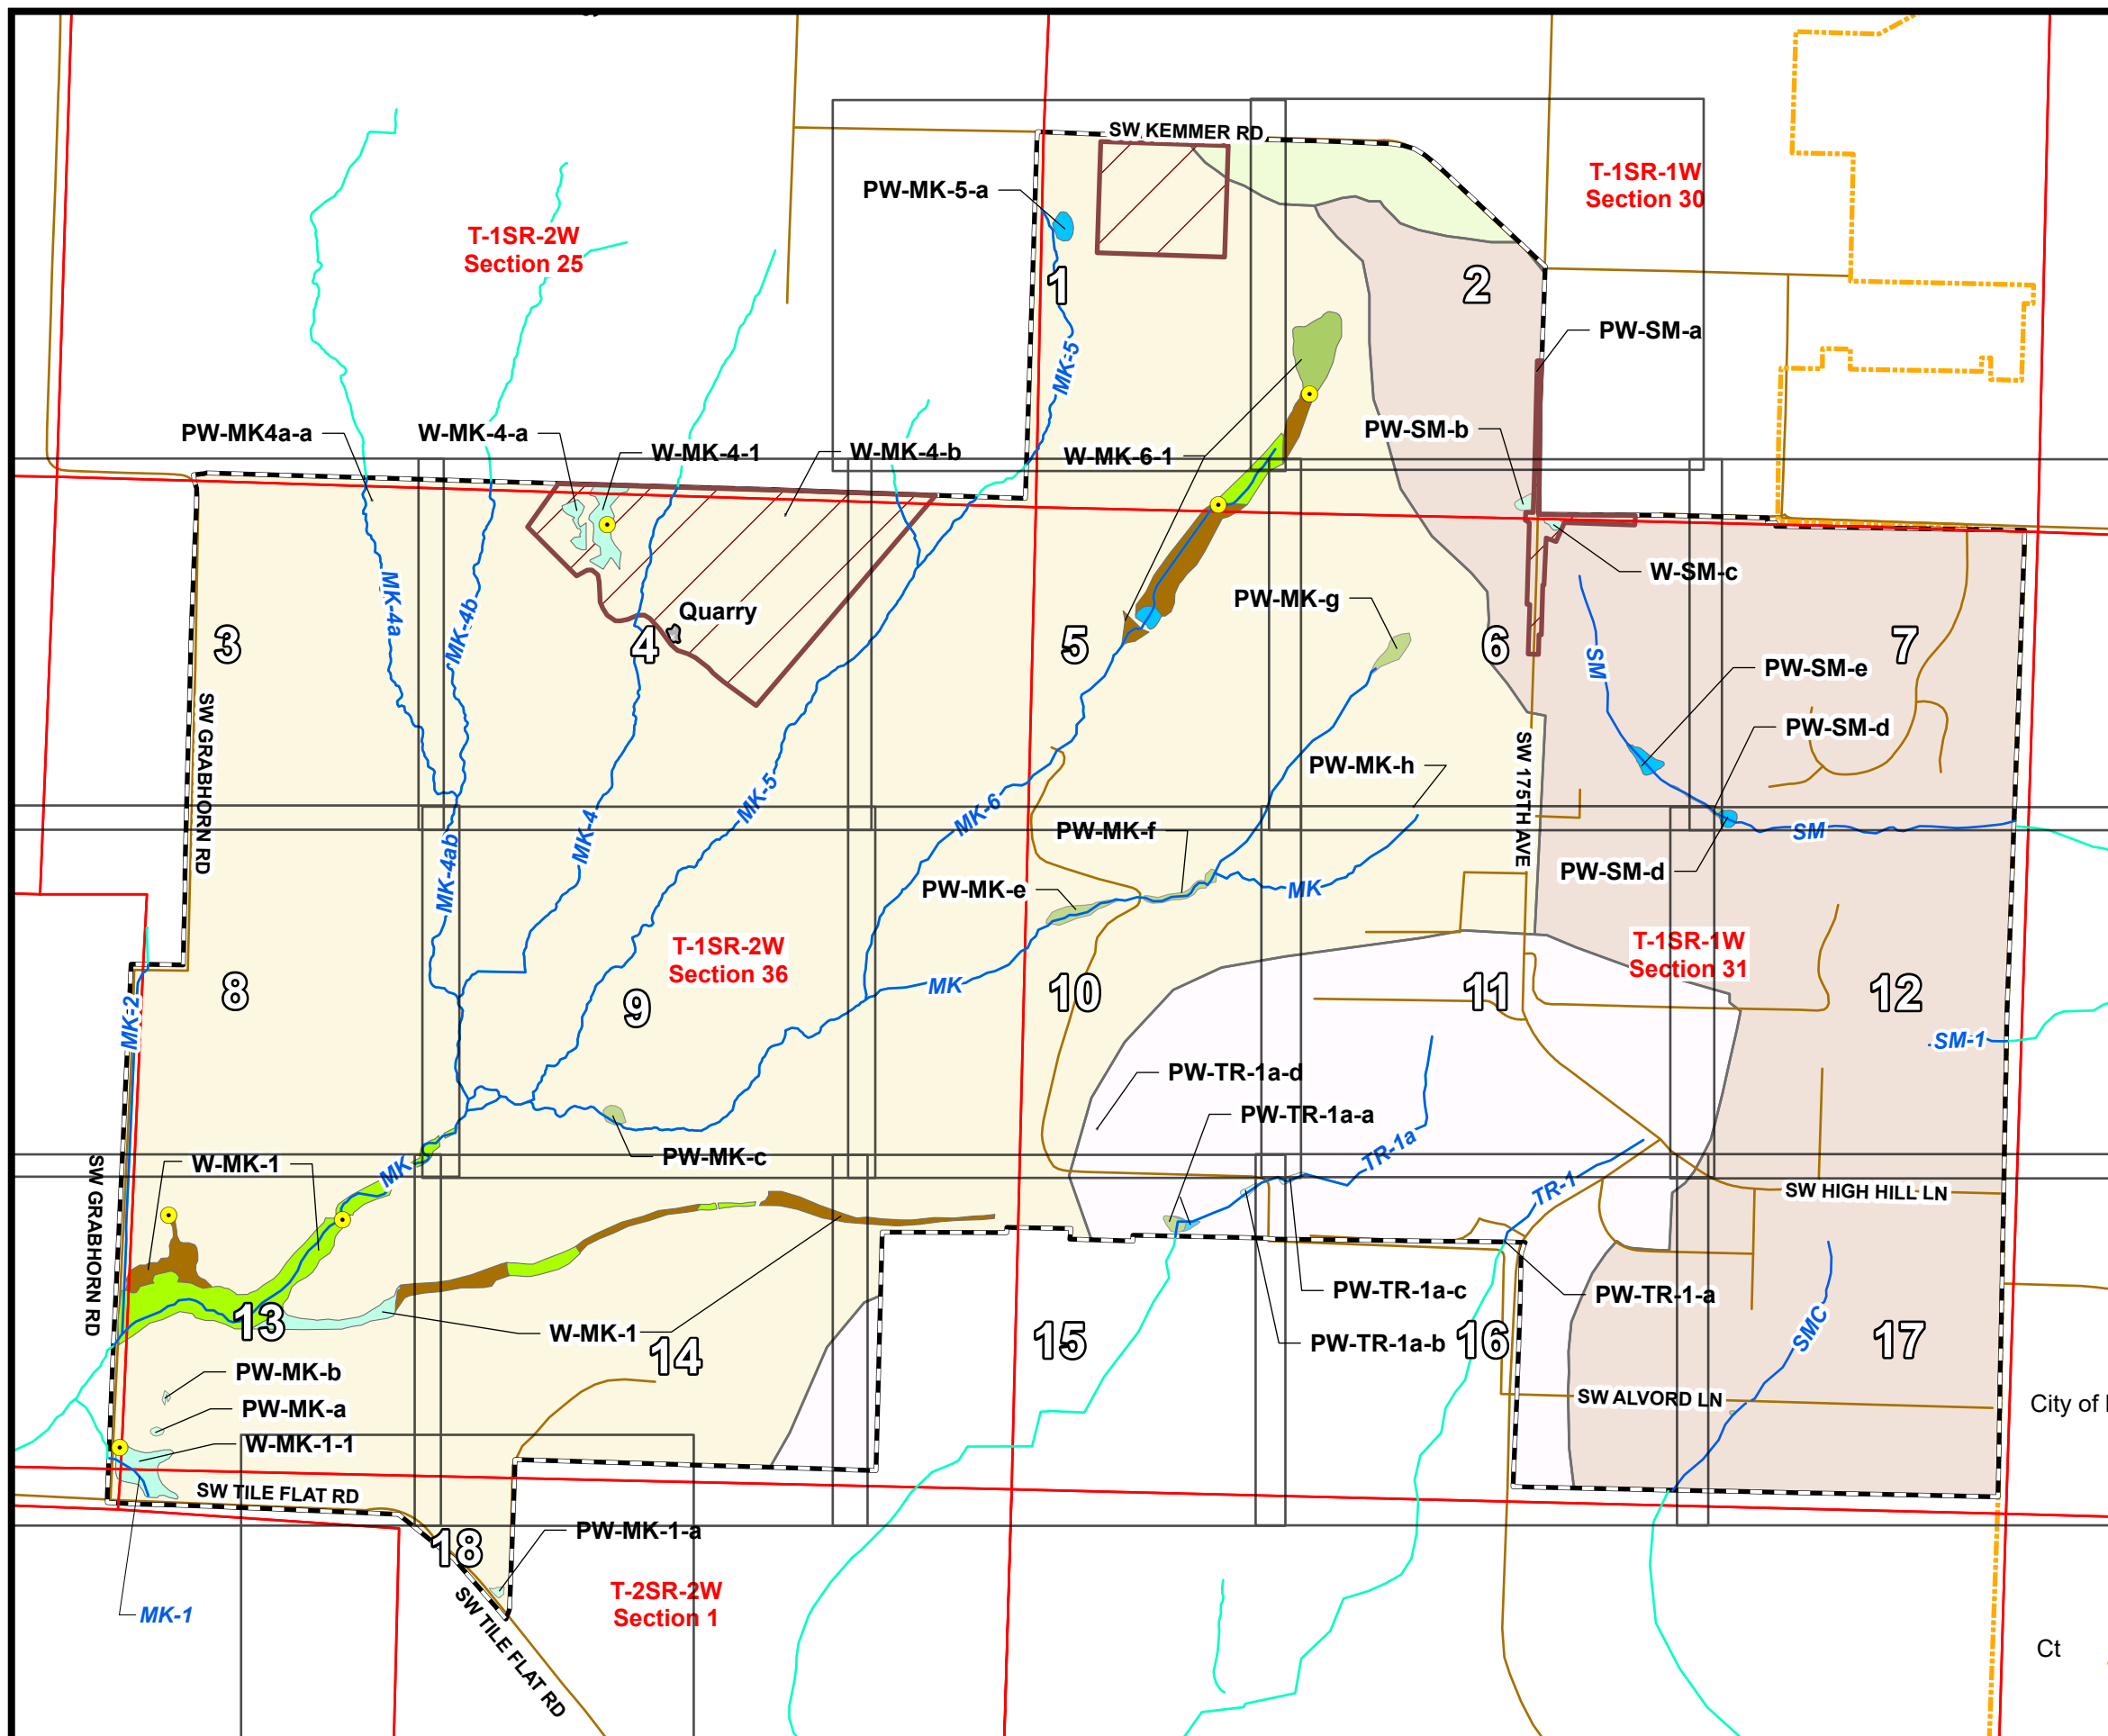 SW KEMMER RD
T-1SR-1W
Section 30
PW-MK-5-a
T-1SR-2W
Section 25
1
2
PW-SM-a
MK-5
PW-MK4a-a
W-MK-4-a
W-MK-4-1
W-MK-4-b
W-MK-6-1
PW-SM-b
W-SM-c
MK-4a
MK-4b
Quarry
PW-MK-g
3
4
5
6
7
SM
PW-SM-e
PW-SM-d
SW GRABHORN RD
SW 175TH AVE
PW-MK-h
MK-5
MK-6
MK-4
MK-4ab
PW-MK-f
SM
PW-SM-d
PW-MK-e
MK
T-1SR-2W
Section 36
T-1SR-1W
Section 31
MK
MK-2
8
9
10
11
12
SM-1
PW-TR-1a-d
PW-TR-1a-a
TR-1a
PW-MK-c
W-MK-1
MK
TR-1
SW HIGH HILL LN
SW GRABHORN RD
PW-TR-1a-c
PW-TR-1-a
13
W-MK-1
14
15
PW-TR-1a-b
16
SMC
17
PW-MK-b
PW-MK-a
W-MK-1-1
SW ALVORD LN
City of
SW TILE FLAT RD
18
PW-MK-1-a
T-2SR-2W
Section 1
MK-1
SW TILE FLAT RD
Ct